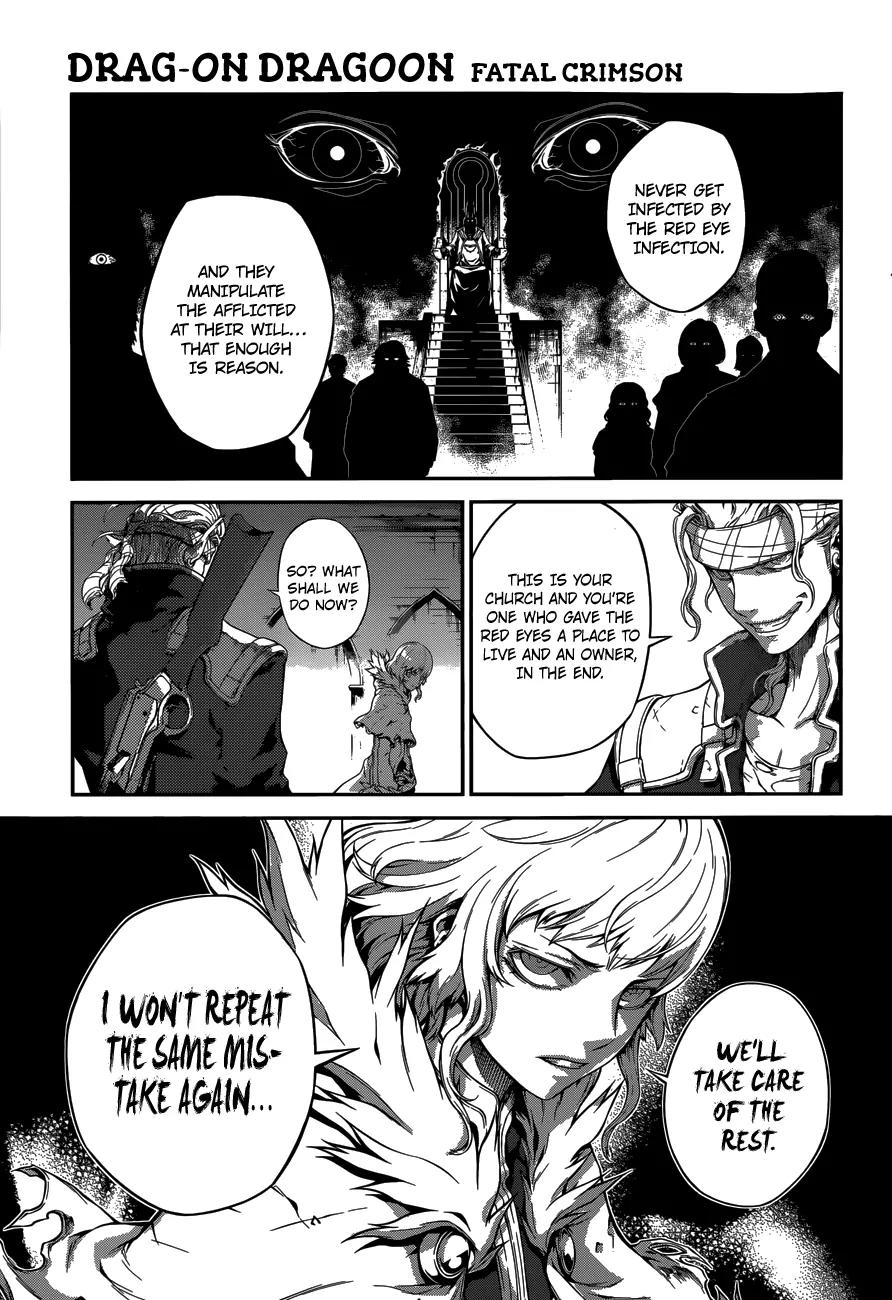 DRAG-ON DRAGOON FATAL CRIMSON
NEVER GET
INFECTED BY
THE RED EYE
INFECTION.
AND THEY
MANIPULATE
THE AFFLICTED
AT THEIR WILL...
THAT ENOUGH
IS REASON.
THIS IS YOUR
CHURCH AND YOU'RE
ONE WHO GAVE THE
RED EYES A PLACE TO
LIVE AND AN OWNER,
IN THE END.
SO? WHAT
SHALL WE
DO NOW?
WE'LL
TAKE CARE
OF THE
REST.
I WON'T REPEAT
THE SAME MIS-
TAKE AGAIN...